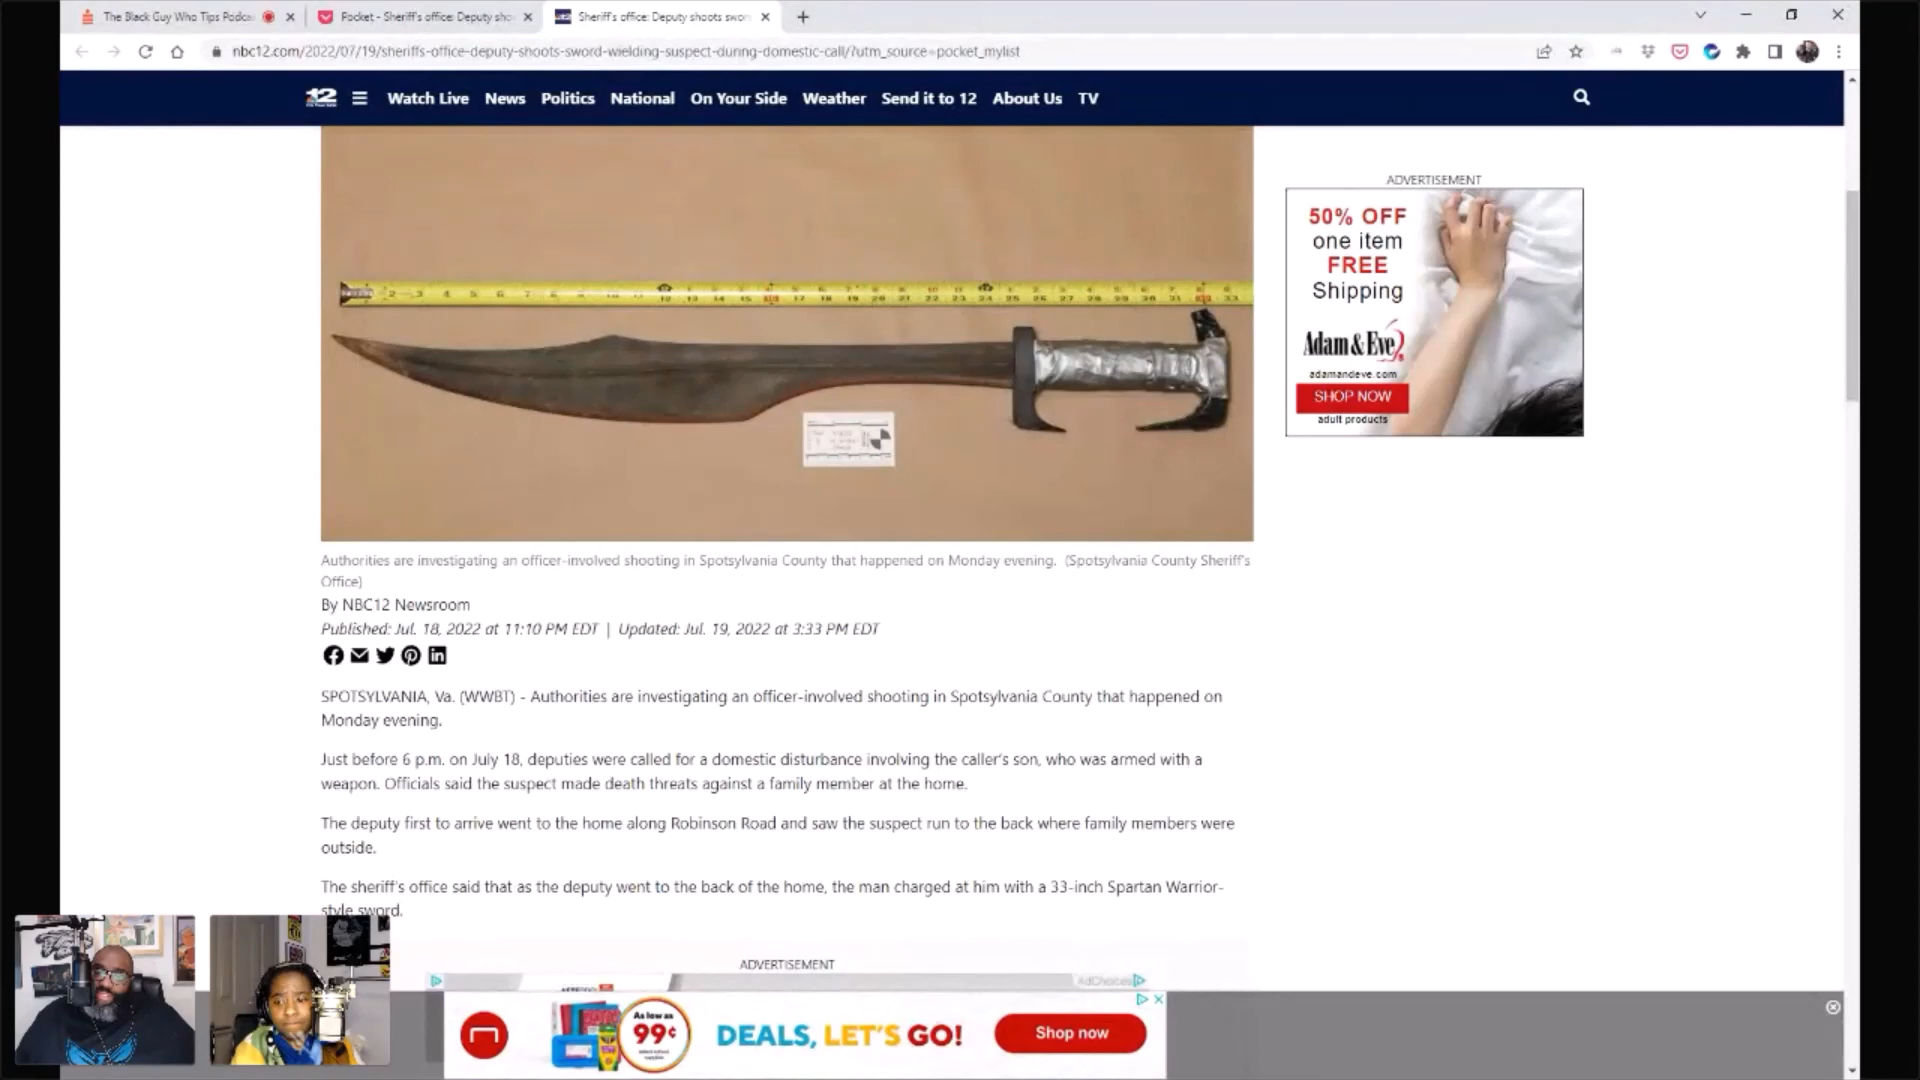 The Black Guy Who Tips Podca
Pocket - Sheriff's office: Deputy sho
Sheriff's office: Deputy shoots swor
nbc12.com/2022/07/19/sheriffs-office-deputy-shoots-sword-wielding-suspect-during-domestic-call/?utm_source=pocket_mylist
12
Watch Live
News
Politics
National
On Your Side
Weather
Send it to 12
About Us
TV
ADVERTISEMENT
50% OFF
one item
FREE
Shipping
Adam & Eve
adamandeve.com
SHOP NOW
adult products
Authorities are investigating an officer-involved shooting in Spotsylvania County that happened on Monday evening. (Spotsylvania County Sheriff's
Office)
By NBC12 Newsroom
Published: Jul. 18, 2022 at 11:10 PM EDT | Updated: Jul. 19, 2022 at 3:33 PM EDT
SPOTSYLVANIA, Va. (WWBT) - Authorities are investigating an officer-involved shooting in Spotsylvania County that happened on
Monday evening.
Just before 6 p.m. on July 18, deputies were called for a domestic disturbance involving the caller's son, who was armed with a
weapon. Officials said the suspect made death threats against a family member at the home.
The deputy first to arrive went to the home along Robinson Road and saw the suspect run to the back where family members were
outside.
The sheriff's office said that as the deputy went to the back of the home, the man charged at him with a 33-inch Spartan Warrior-
style sword.
ADVERTISEMENT
AdChoices
As low as
99¢
DEALS, LET'S GO!
Shop now